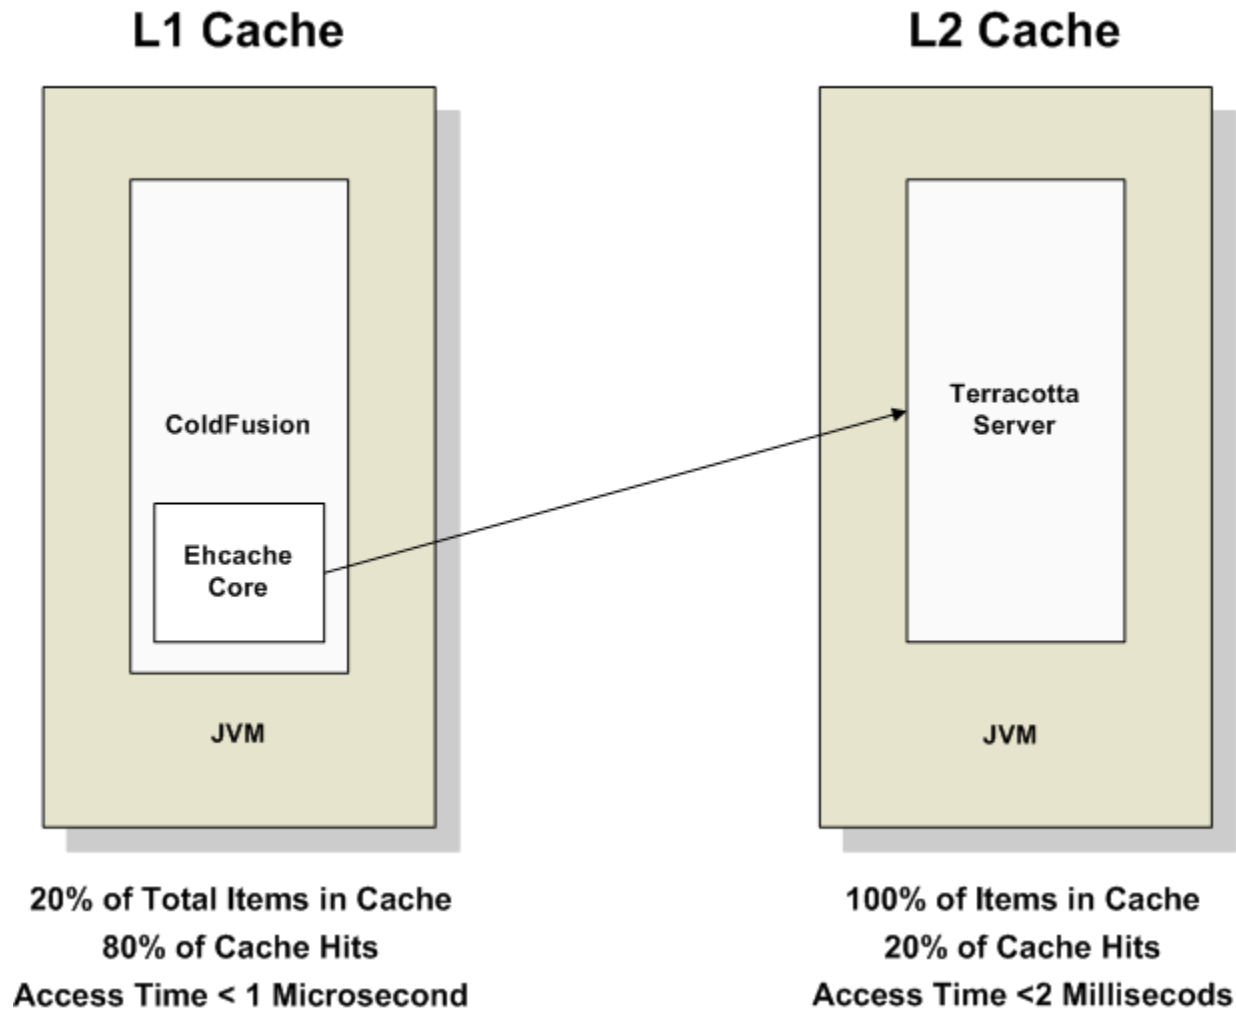 L1 Cache
L2 Cache
ColdFusion
Ehcache
Core
JVM
Terracotta
Server
JVM
20% of Total Items in Cache
80% of Cache Hits
Access Time < 1 Microsecond
100% of Items in Cache
20% of Cache Hits
Access Time <2 Millisecods